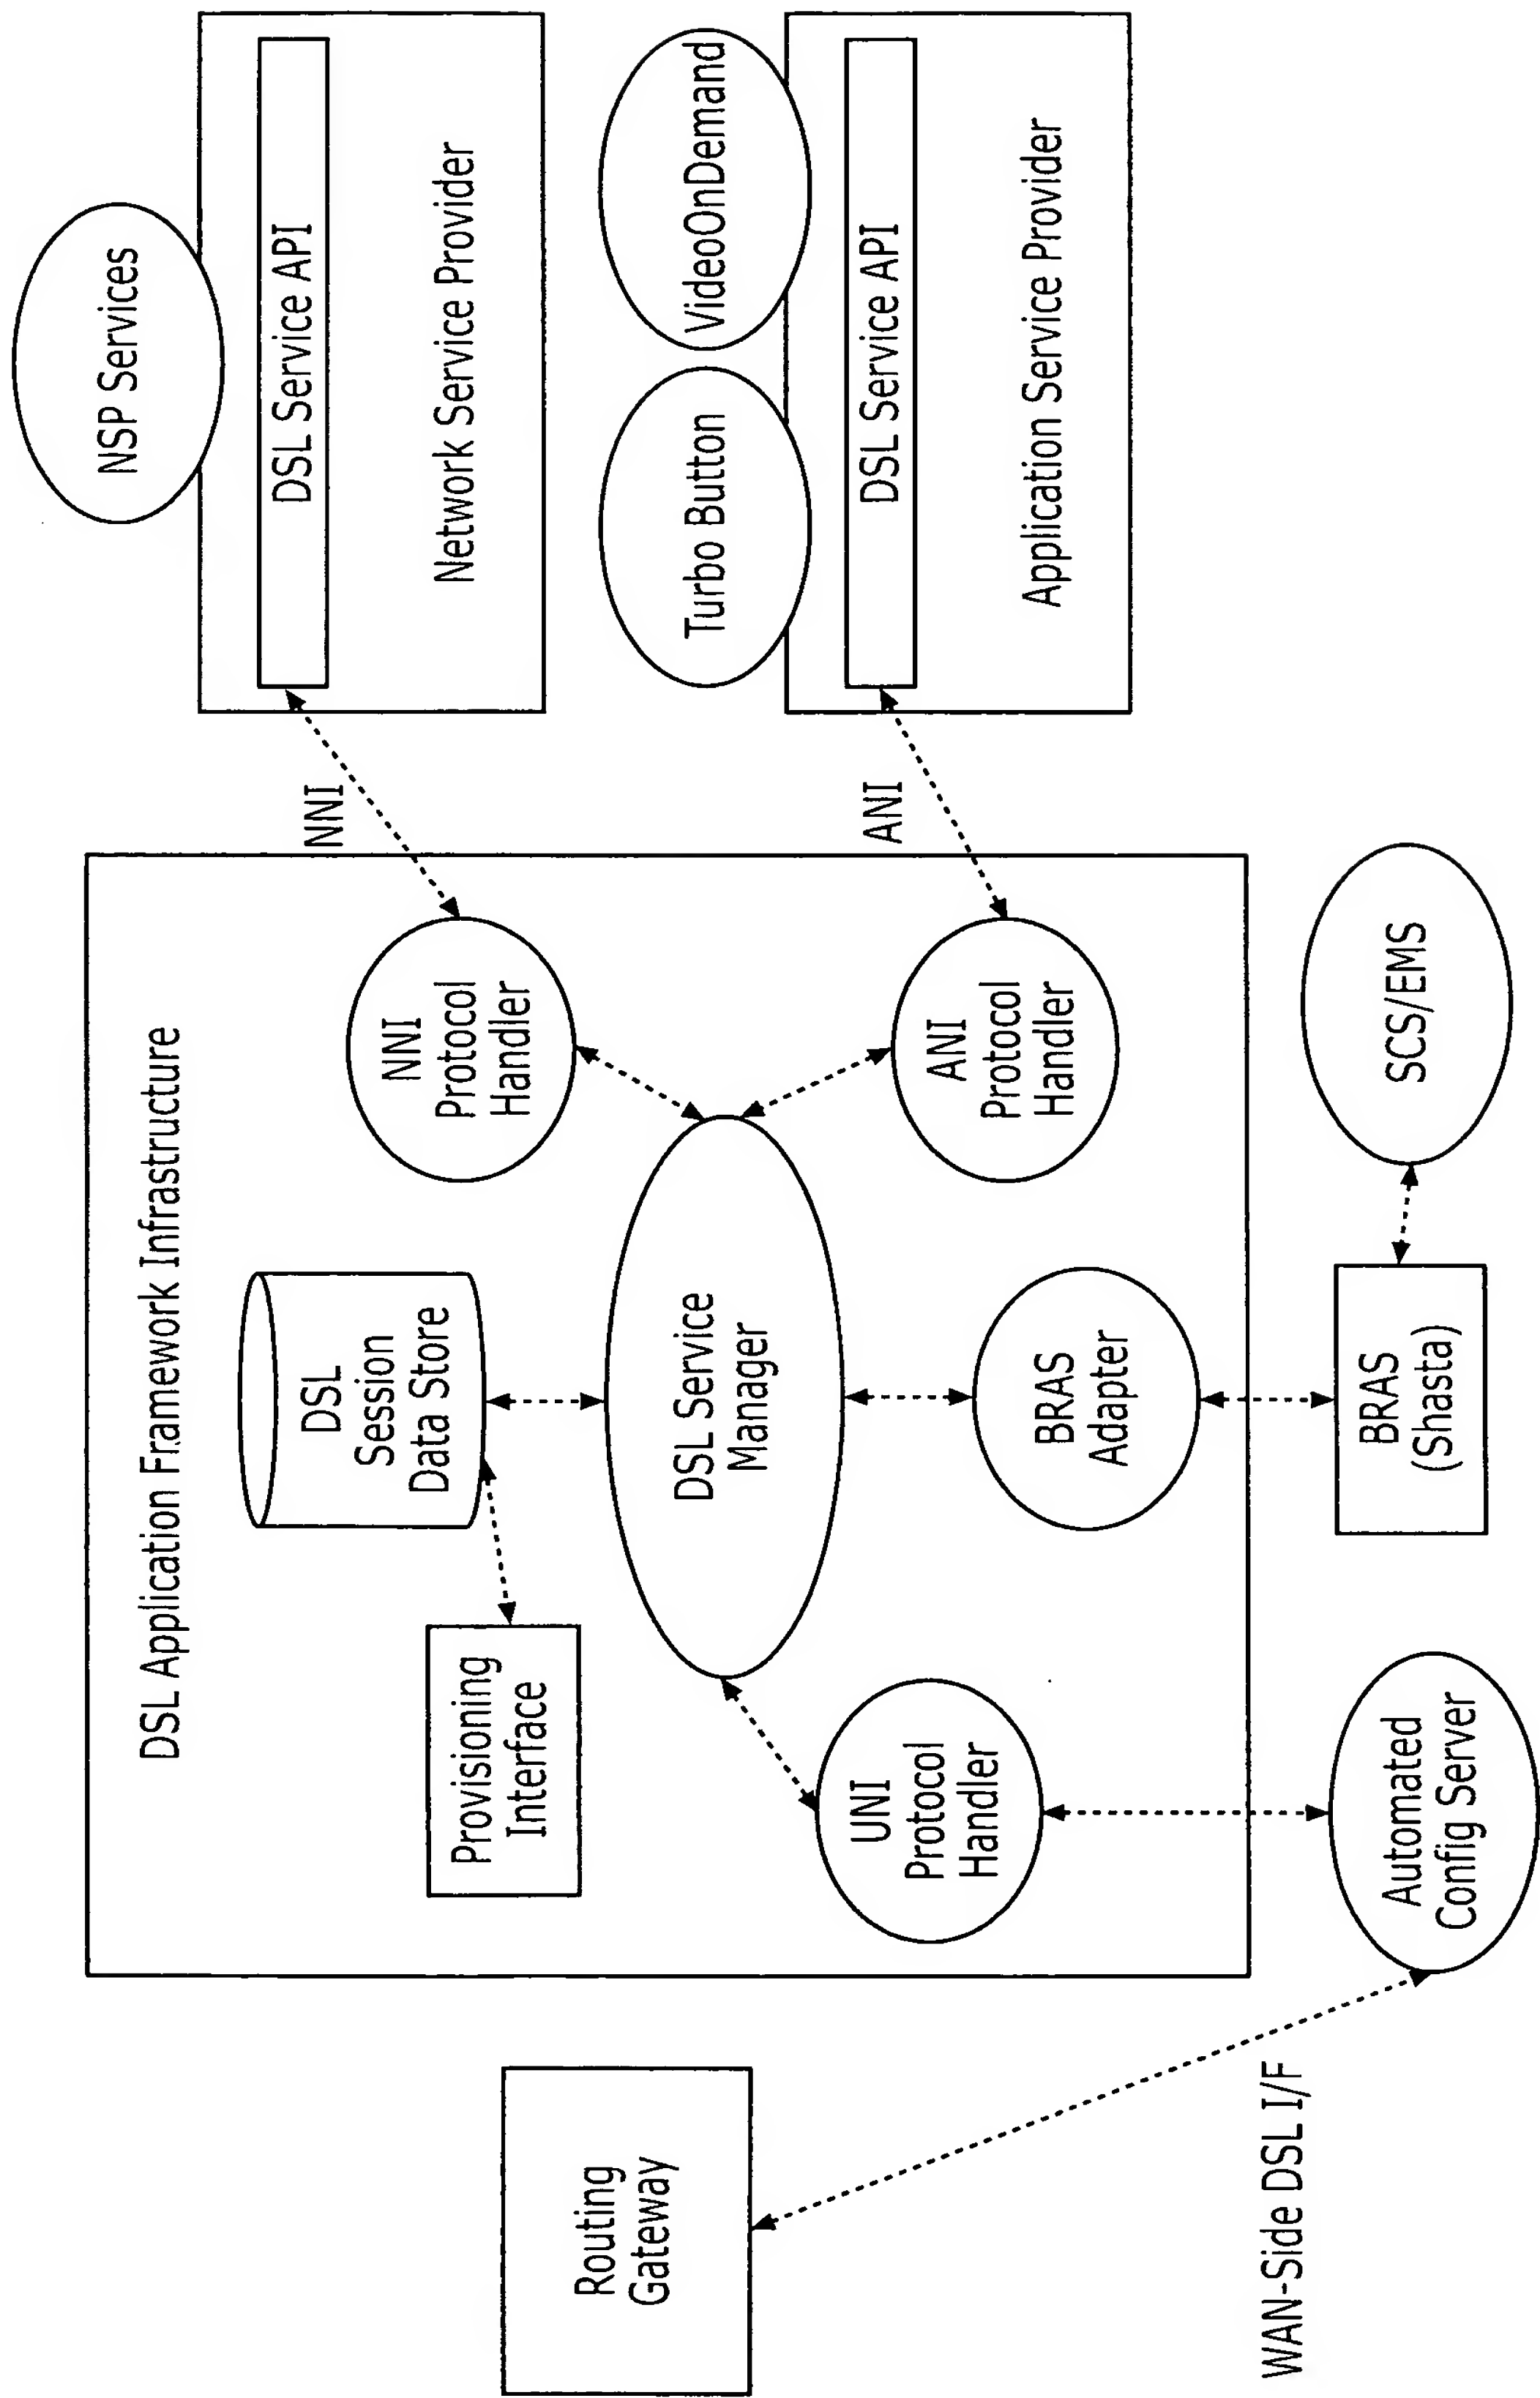 DSL Application Framework Infrastructure
NSP Services
DSL Service API
Network Service Provider
NNI
Provisioning
Interface
DSL
Session
Data Store
NNI
Protocol
Handler
Turbo Button
VideoOnDemand
DSL Service API
Application Service Provider
ANI
Routing
Gateway
DSL Service
Manager
UNI
Protocol
Handler
BRAS
Adapter
ANI
Protocol
Handler
WAN-Side DSL I/F
Automated
Config Server
BRAS
(Shasta)
SCS/EMS